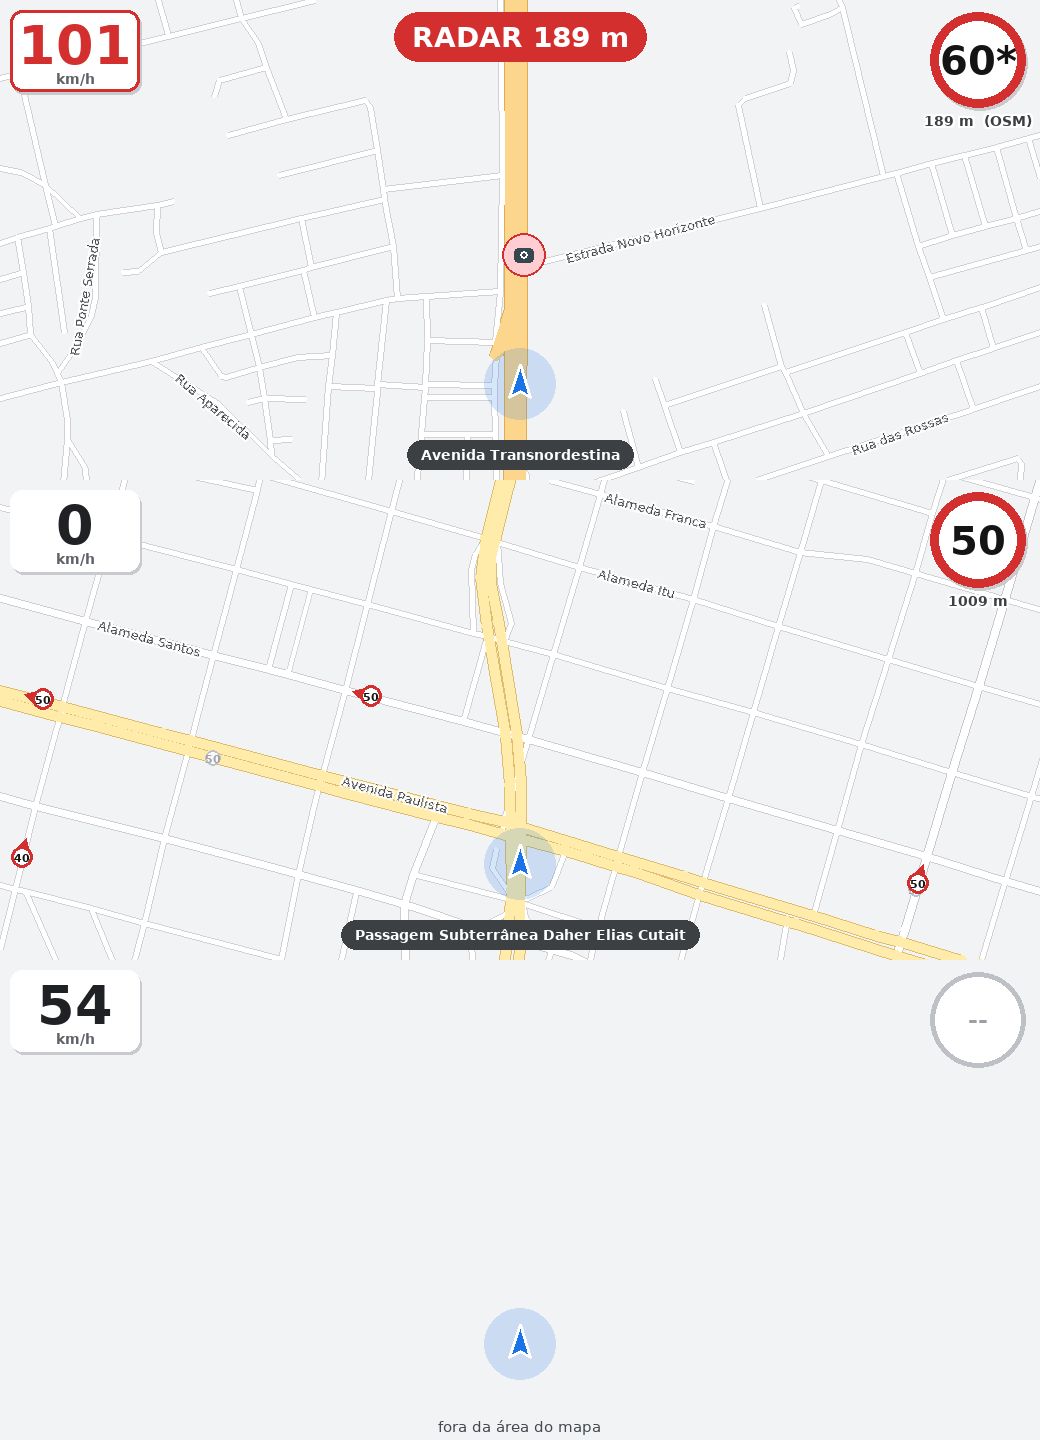 101
km/h
RADAR 189 m
60*
189 m (OSM)
Estrada Novo Horizonte
Rua Ponte Serrada
Rua Aparecida
Rua das Rossas
Avenida Transnordestina
0
km/h
50
1009 m
Alameda Franca
Alameda Itu
Alameda Santos
50
50
50
Avenida Paulista
40
50
Passagem Subterrânea Daher Elias Cutait
54
km/h
--
fora da área do mapa